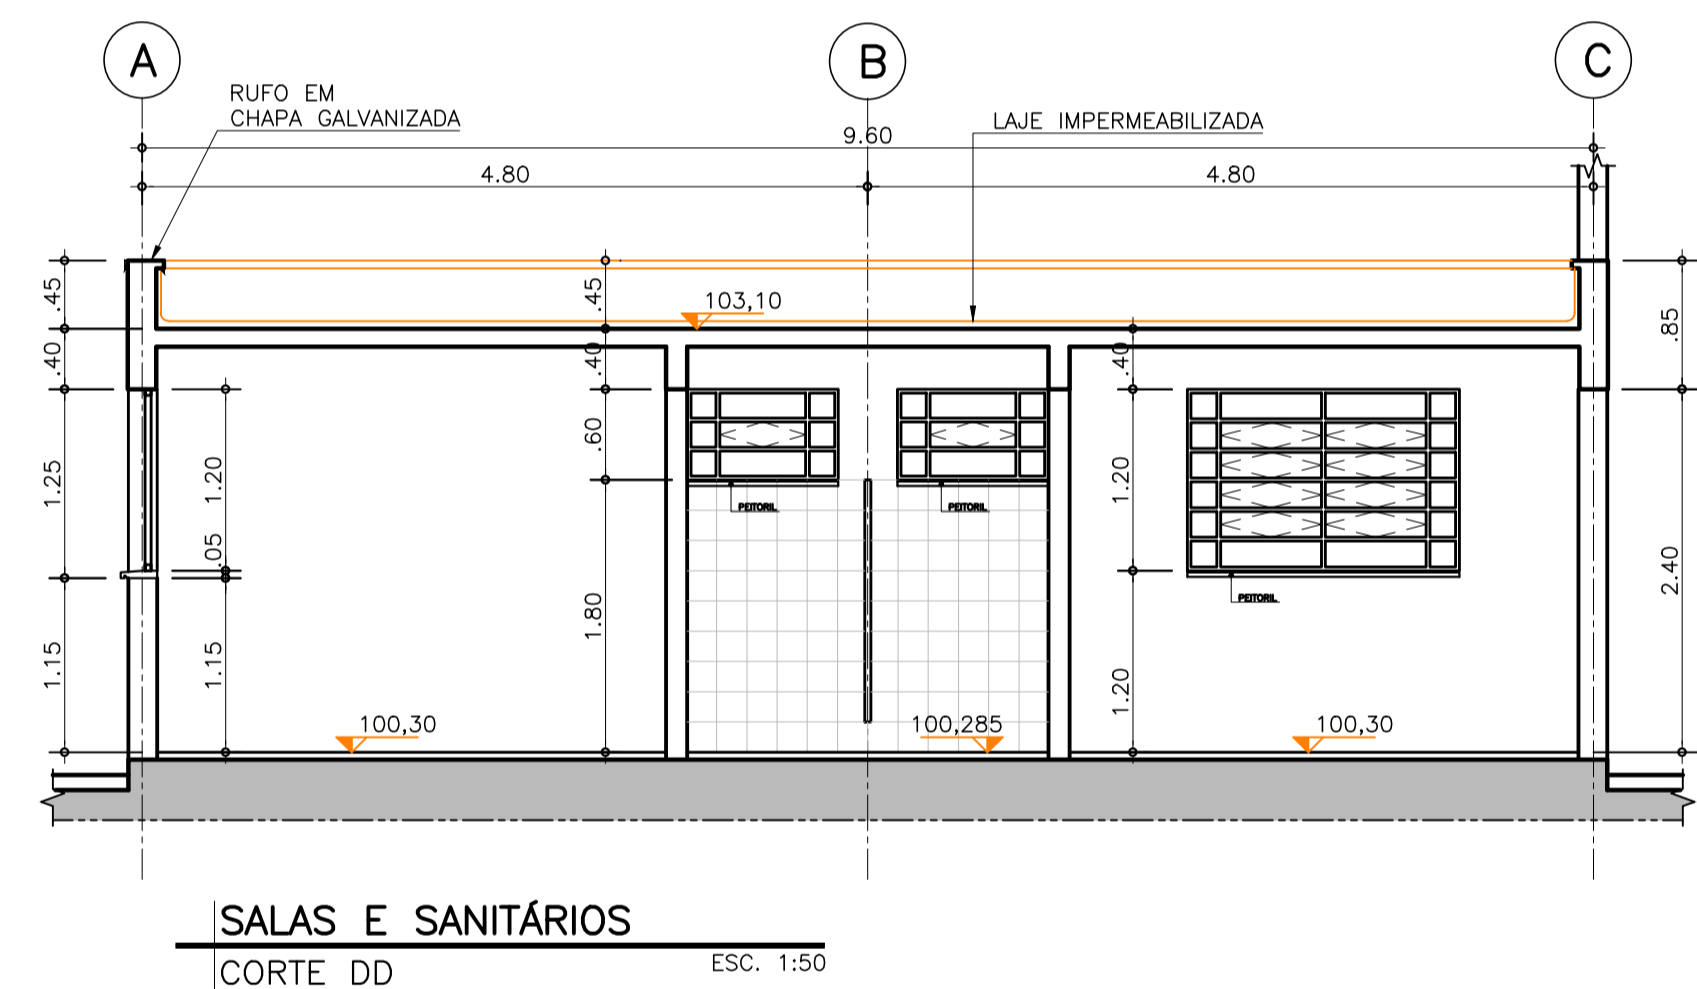 A
B
C
RUFO EM
CHAPA GALVANIZADA
LAJE IMPERMEABILIZADA
9.60
4.80
4.80
.45
.45
103,10
.85
.40
.40
.40
1.25
1.20
.60
1.20
2.40
PEITORIL
PEITORIL
.05
PEITORIL
1.80
1.15
1.15
1.20
100,30
100,285
100,30
SALAS E SANITÁRIOS
CORTE DD
ESC. 1:50